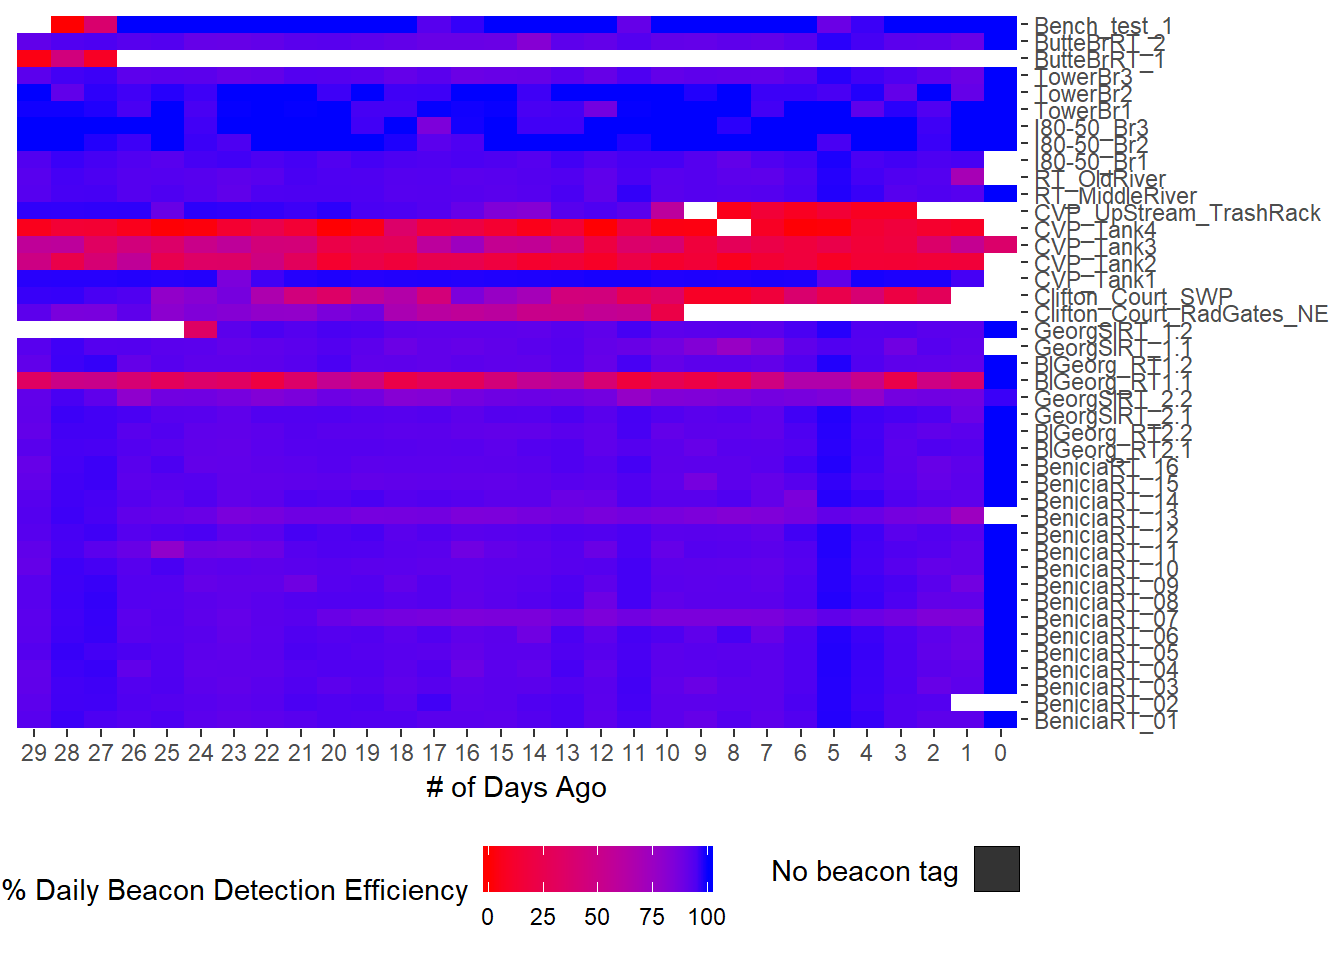 Bench_test_1
ButteBrRT_2
ButteBrRT_1
TowerBr3
TowerBr2
TowerBr1
I80-50_Br3
I80-50_Br2
I80-50_Br1
RT_OldRiver
RT_MiddleRiver
CVP_UpStream_TrashRack
CVP_Tank4
CVP_Tank3
CVP_Tank2
CVP_Tank1
Clifton_Court_SWP
Clifton_Court_RadGates_NE
GeorgSlRT_1.2
GeorgSlRT_1.1
BlGeorg_RT1.2
BlGeorg_RT1.1
GeorgSlRT_2.2
GeorgSlRT_2.1
BlGeorg_RT2.2
BlGeorg_RT2.1
BeniciaRT_16
BeniciaRT_15
BeniciaRT_14
BeniciaRT_13
BeniciaRT_12
BeniciaRT_11
BeniciaRT_10
BeniciaRT_09
BeniciaRT_08
BeniciaRT_07
BeniciaRT_06
BeniciaRT_05
BeniciaRT_04
BeniciaRT_03
BeniciaRT_02
BeniciaRT_01
29 28 27 26 25 24 23 22 21 20 19 18 17 16 15 14 13 12 11 10 9 8 7 6 5 4 3 2 1 0
# of Days Ago
% Daily Beacon Detection Efficiency
0 25 50 75 100
No beacon tag